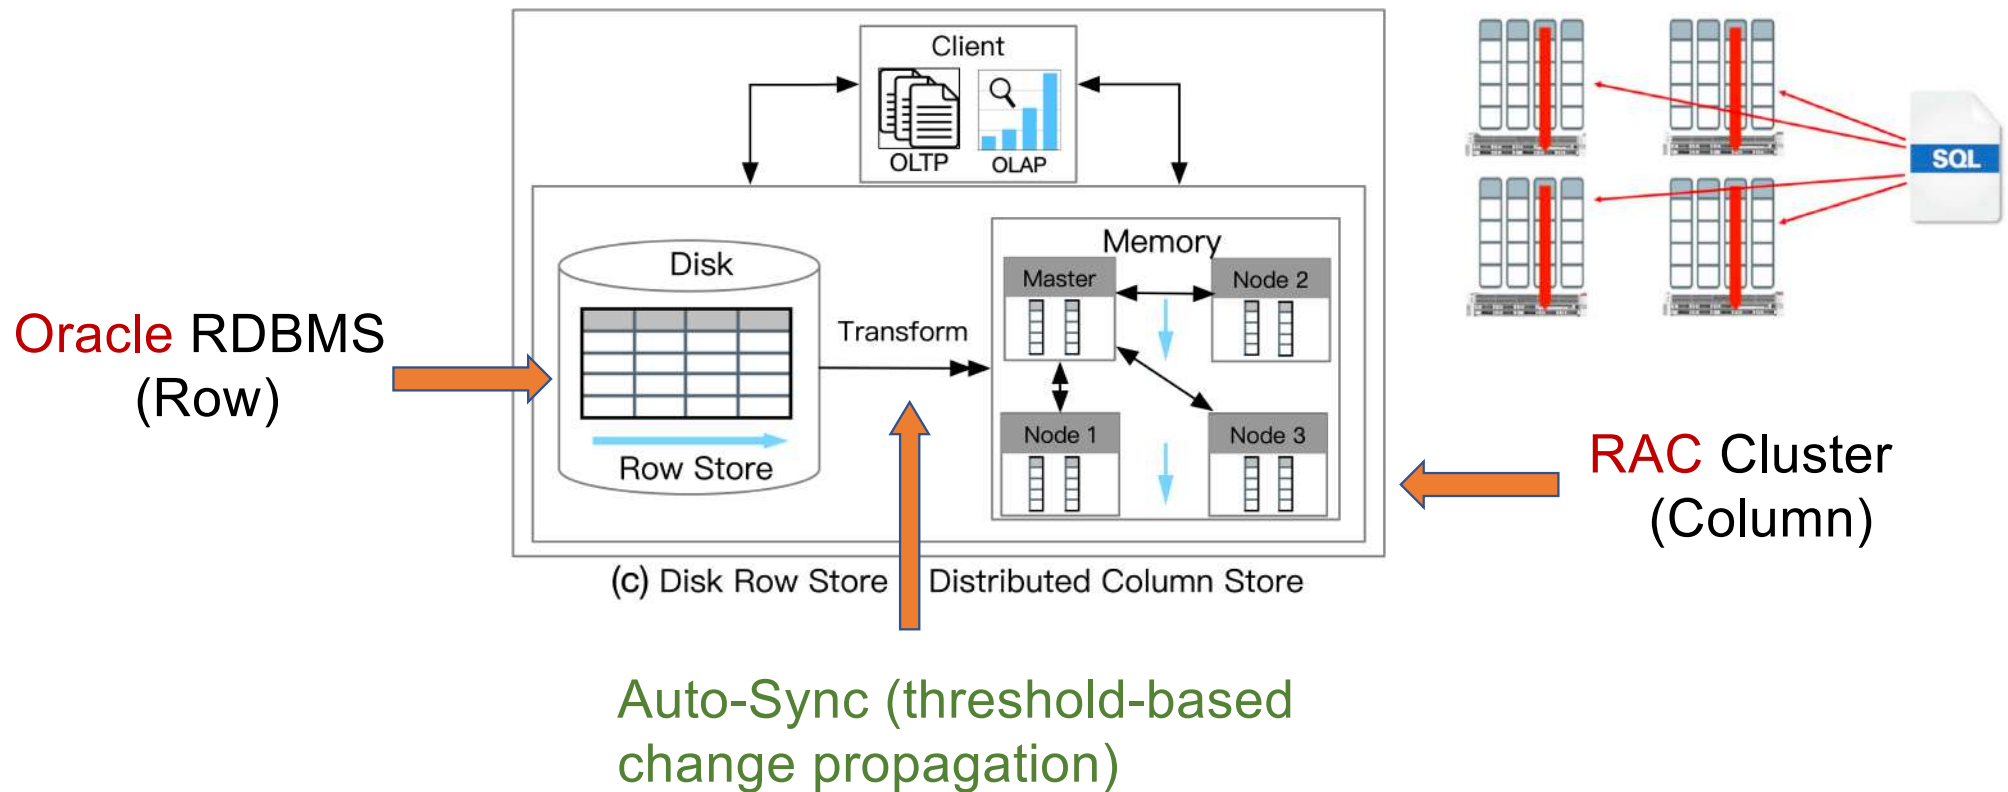 Client
OLTP
OLAP
SQL
Disk
Memory
Master
Node 2
Transform
Oracle RDBMS
(Row)
Row Store
Node 1
Node 3
RAC Cluster
(Column)
(c) Disk Row Store
Distributed Column Store
Auto-Sync (threshold-based
change propagation)